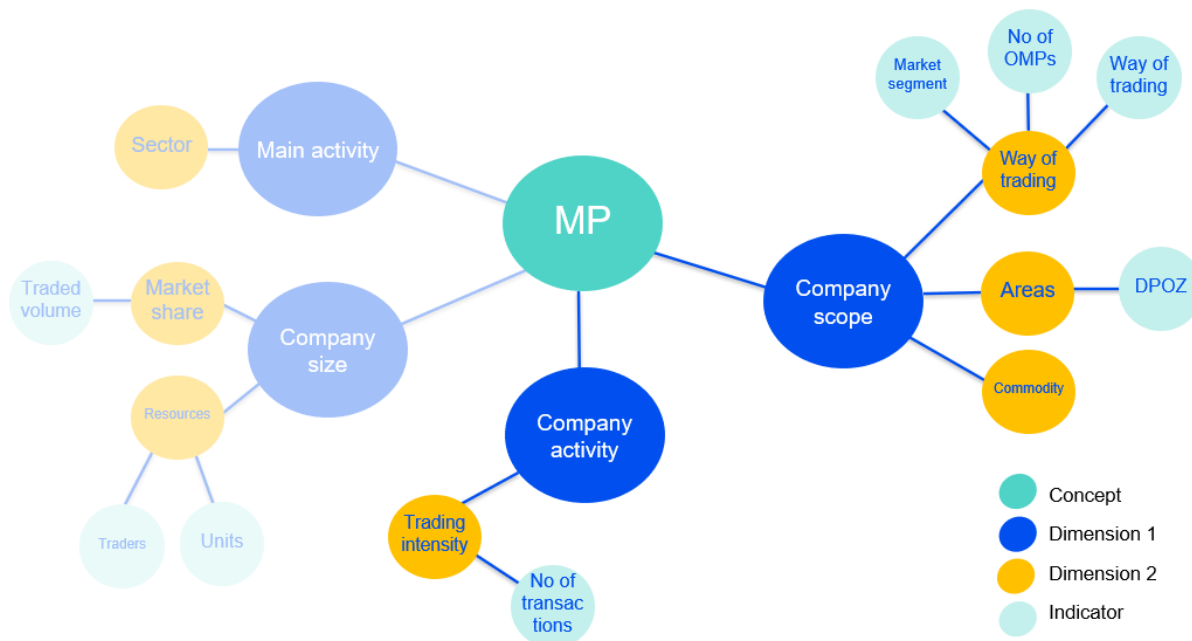 No of
OMPs
Market
segment
Way of
trading
Sector
Main activity
Way of
trading
MP
Traded
volume
Market
share
Company
size
Company
scope
Areas
DPOZ
Commodity
Resources
Company
activity
Traders
Units
Trading
intensity
No of
transac
tions
Concept
Dimension 1
Dimension 2
Indicator